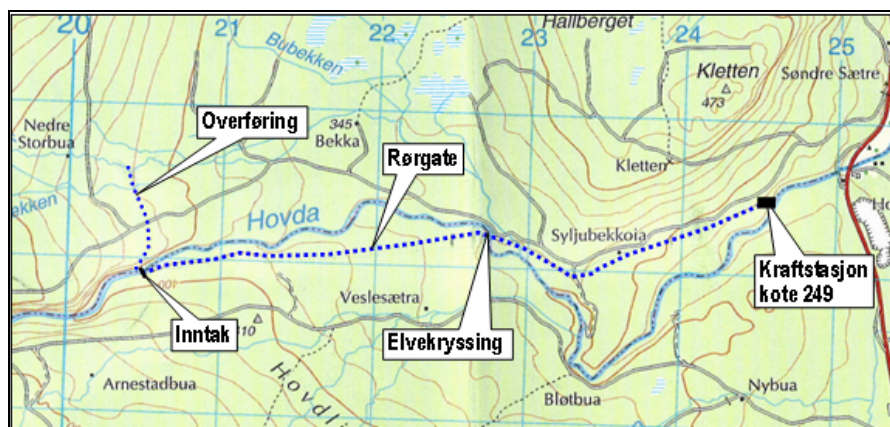 20
21
22
23
24
25
Bubekken
Hallberget
Kletten
473
Søndre Sætre
Nedre
Storbua
Overføring
345
Bekka
Rørgate
Kletten
Hovda
Syljubekkoia
Kraftstasjon
kote 249
Inntak
Veslesætra
Elvekryssing
Arnestadbua
Bløtbua
Nybua